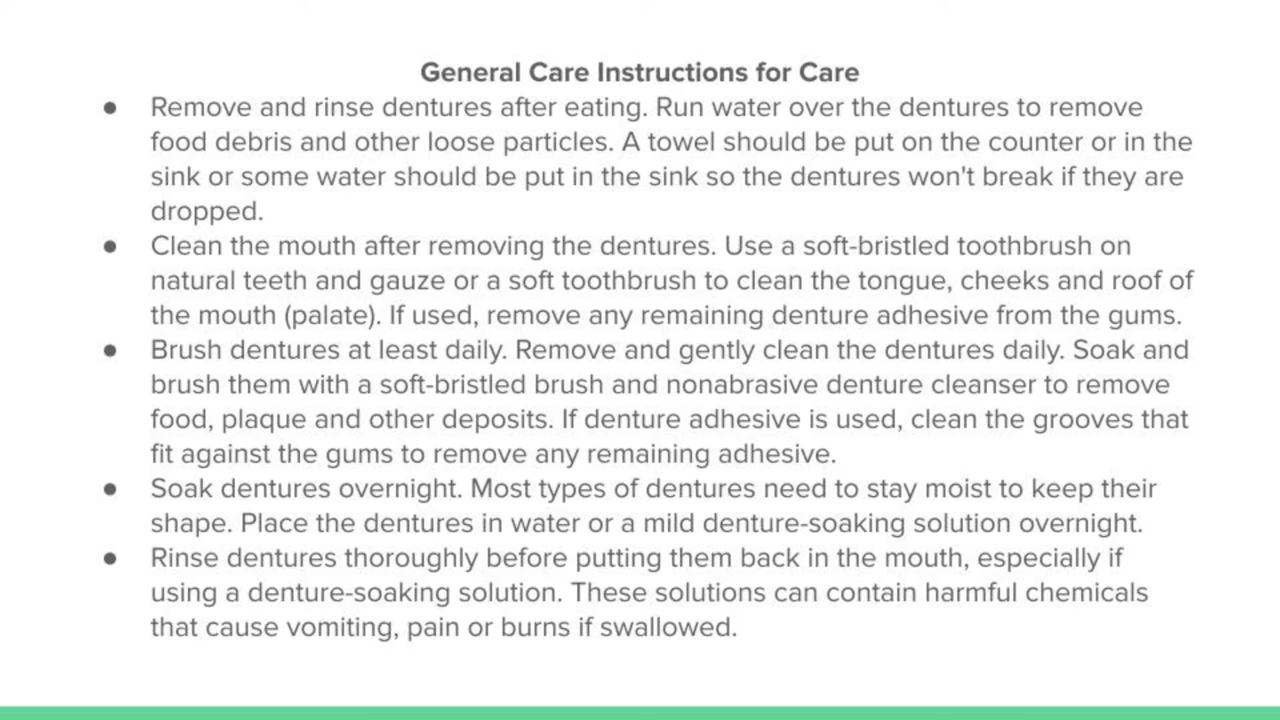 General Care Instructions for Care
● Remove and rinse dentures after eating. Run water over the dentures to remove
food debris and other loose particles. A towel should be put on the counter or in the
sink or some water should be put in the sink so the dentures won't break if they are
dropped.
● Clean the mouth after removing the dentures. Use a soft-bristled toothbrush on
natural teeth and gauze or a soft toothbrush to clean the tongue, cheeks and roof of
the mouth (palate). If used, remove any remaining denture adhesive from the gums.
● Brush dentures at least daily. Remove and gently clean the dentures daily. Soak and
brush them with a soft-bristled brush and nonabrasive denture cleanser to remove
food, plaque and other deposits. If denture adhesive is used, clean the grooves that
fit against the gums to remove any remaining adhesive.
● Soak dentures overnight. Most types of dentures need to stay moist to keep their
shape. Place the dentures in water or a mild denture-soaking solution overnight.
● Rinse dentures thoroughly before putting them back in the mouth, especially if
using a denture-soaking solution. These solutions can contain harmful chemicals
that cause vomiting, pain or burns if swallowed.